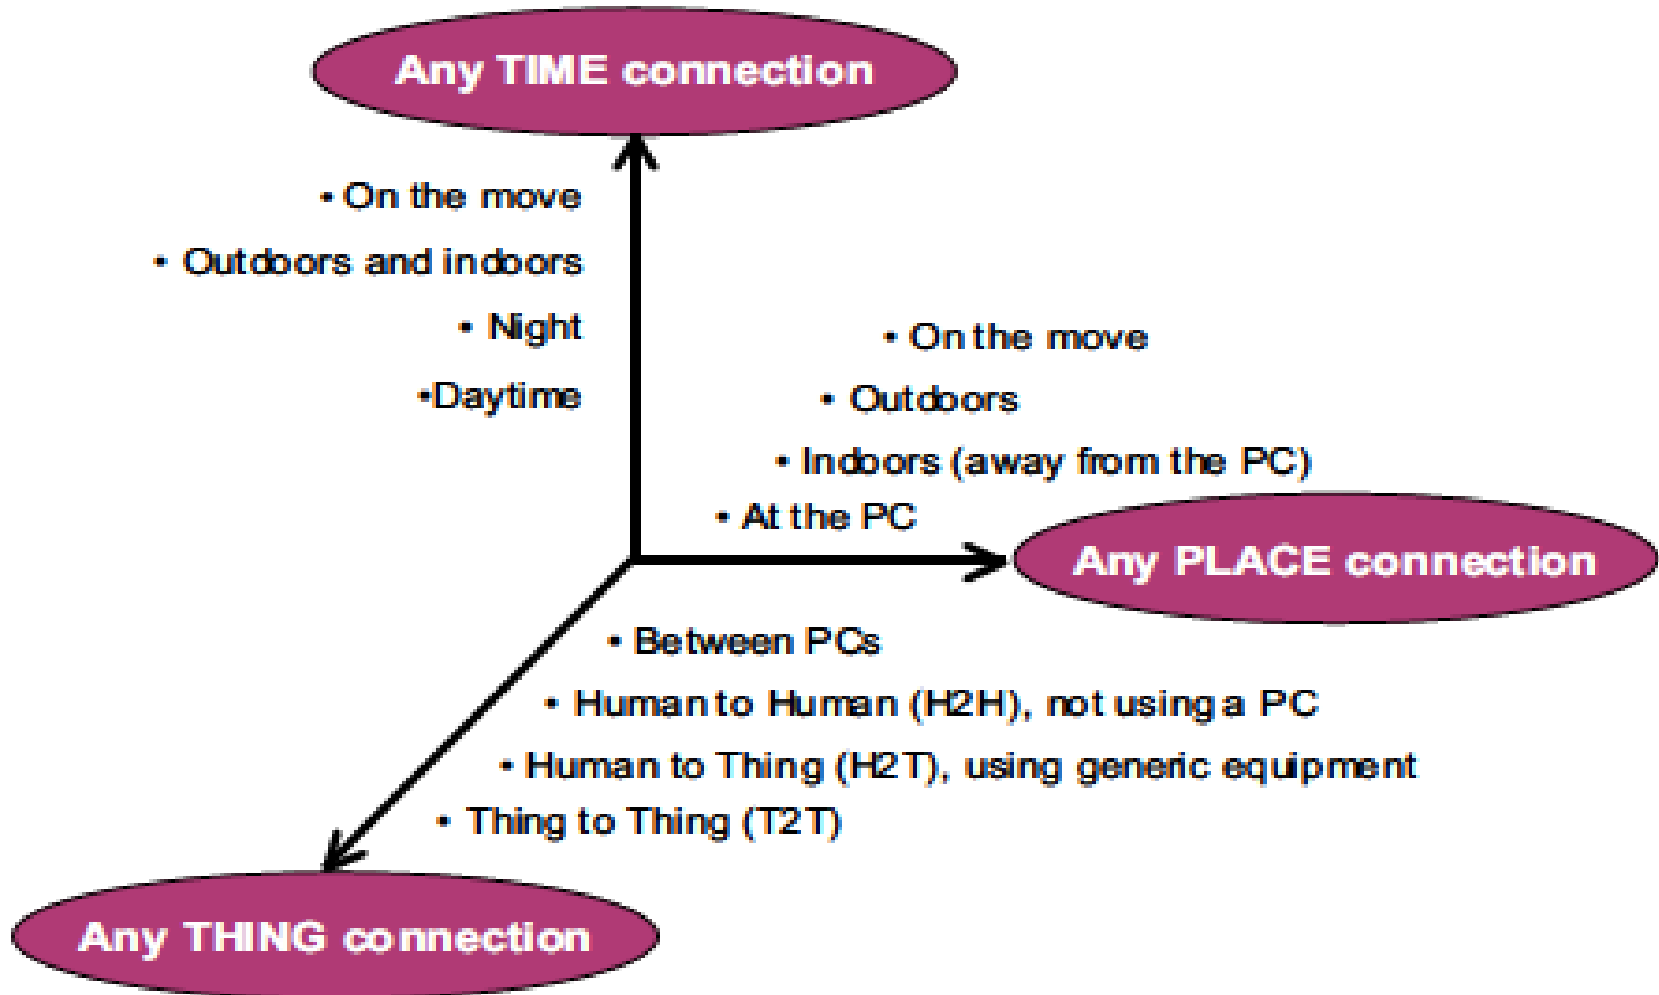 Any TIME connection
• On the move
• Outdoors and indoors
• Night
•Daytime
• On the move
• Outdoors
• Indoors (away from the PC)
• At the PC
Any PLACE connection
• Between PCs
• Human to Human (H2H), not using a PC
• Human to Thing (H2T), using generic equipment
• Thing to Thing (T2T)
Any THING connection